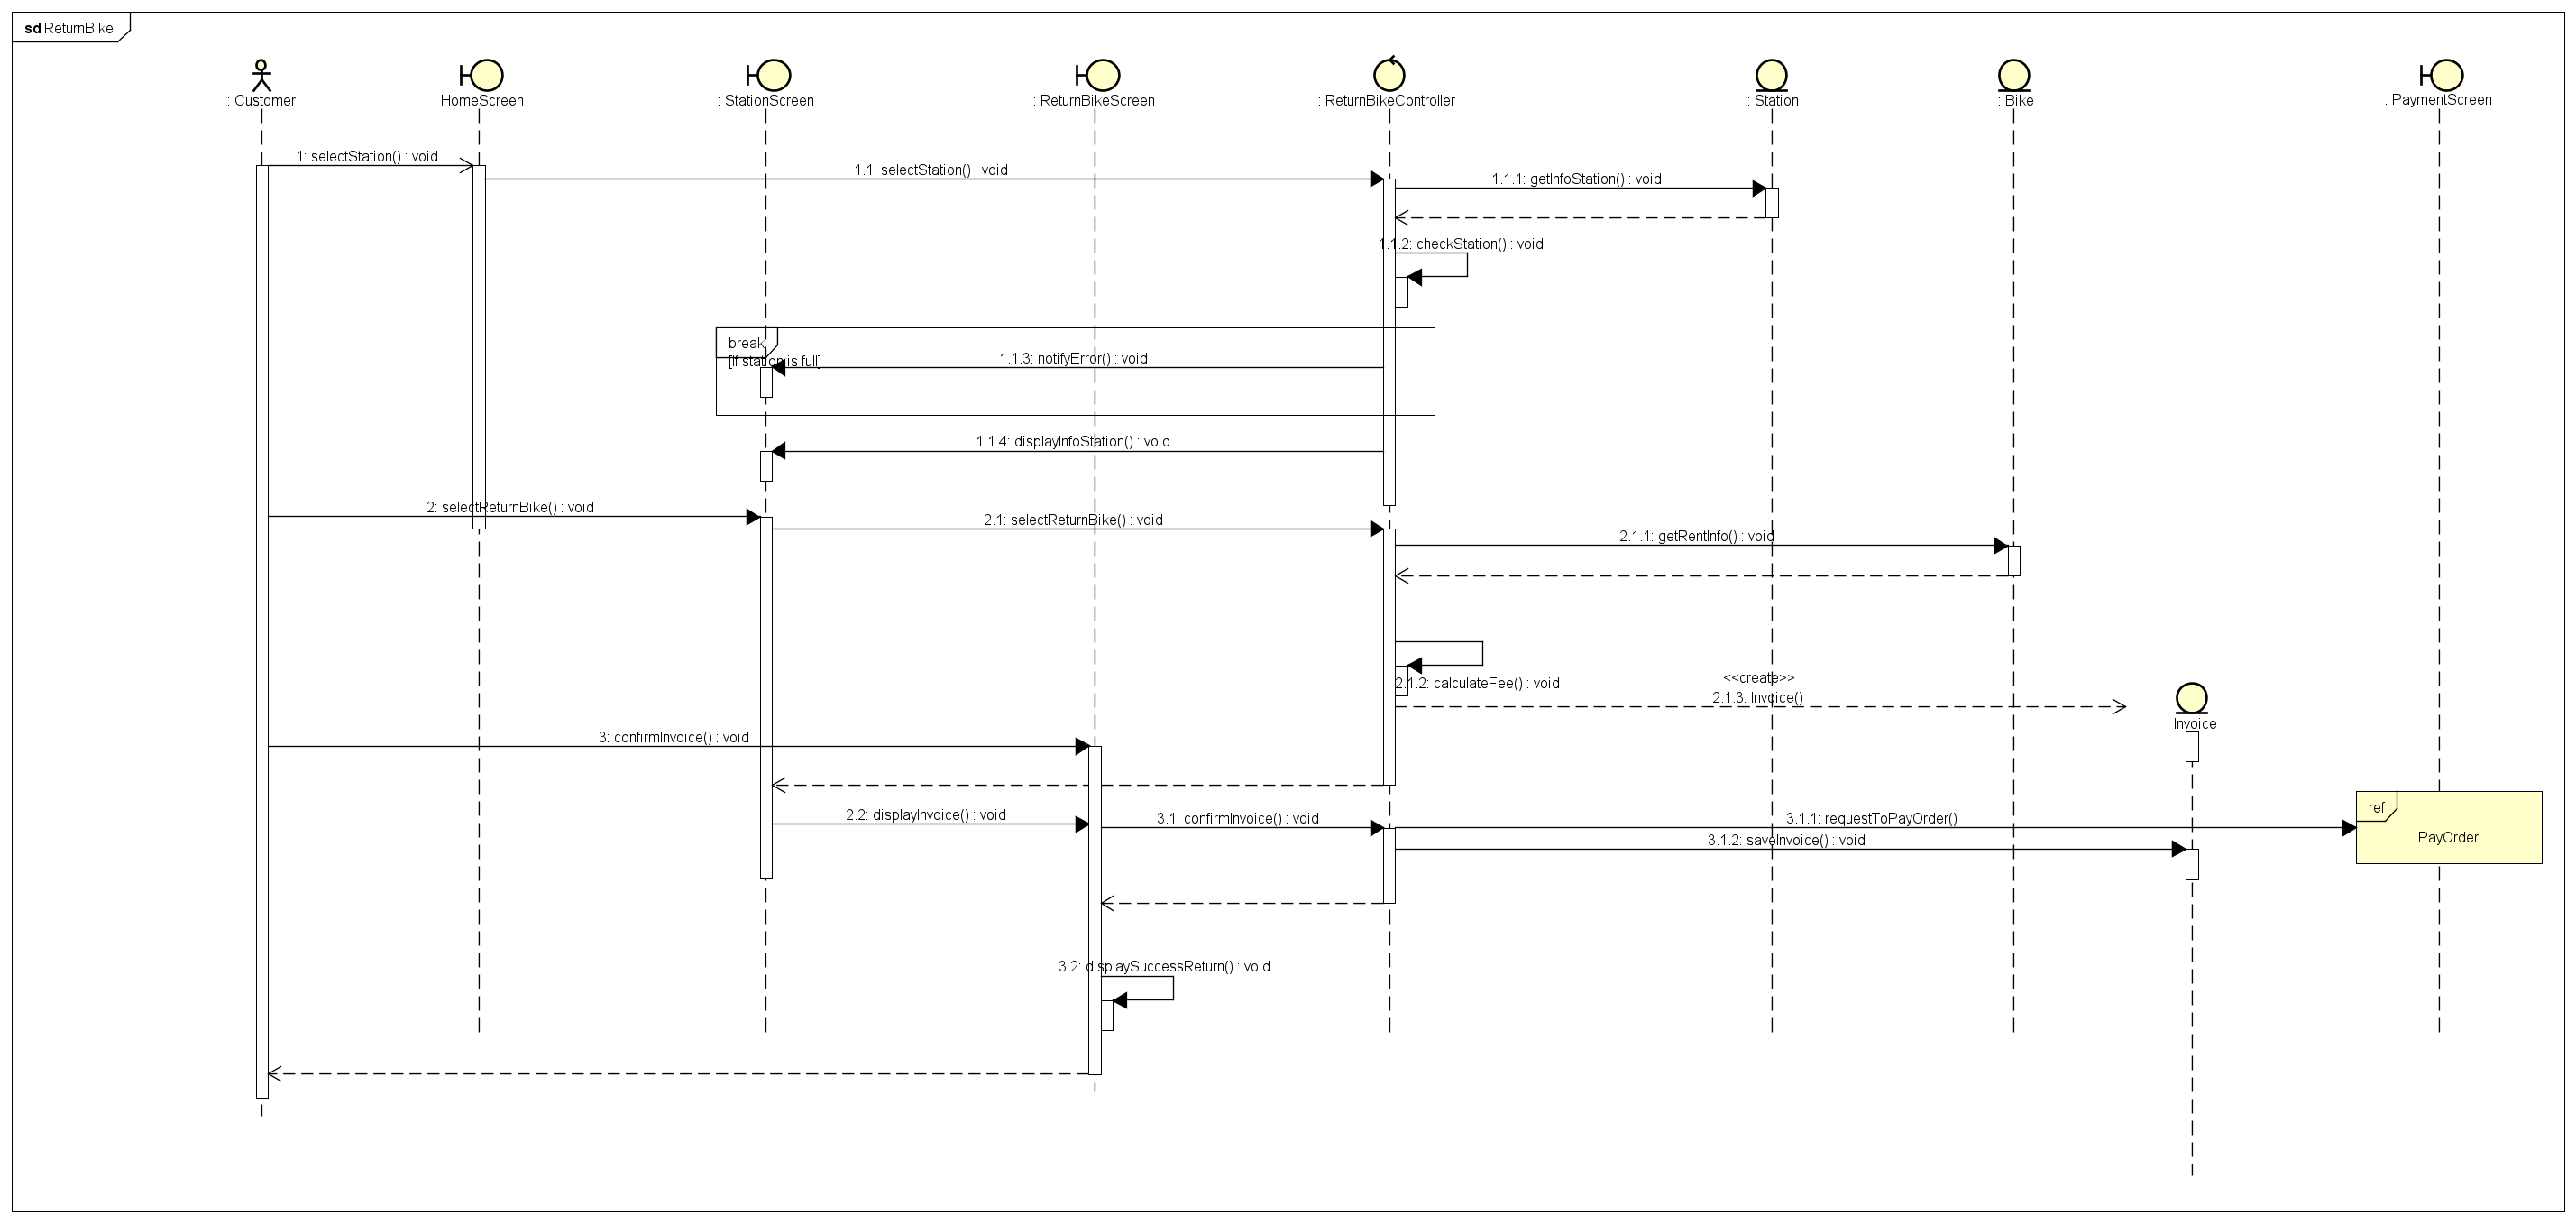 sd ReturnBike
: Customer
: HomeScreen
: StationScreen
: ReturnBikeScreen
: ReturnBikeController
: Station
: Bike
: PaymentScreen
1: selectStation() : void
1.1: selectStation() : void
1.1.1: getInfoStation() : void
1.1.2: checkStation() : void
break
[If station is full]
1.1.3: notifyError() : void
1.1.4: displayInfoStation() : void
2: selectReturnBike() : void
2.1: selectReturnBike() : void
2.1.1: getRentInfo() : void
2.1.2: calculateFee() : void
<<create>>
2.1.3: Invoice()
: Invoice
3: confirmInvoice() : void
2.2: displayInvoice() : void
3.1: confirmInvoice() : void
3.1.1: requestToPayOrder()
ref
PayOrder
3.1.2: saveInvoice() : void
3.2: displaySuccessReturn() : void